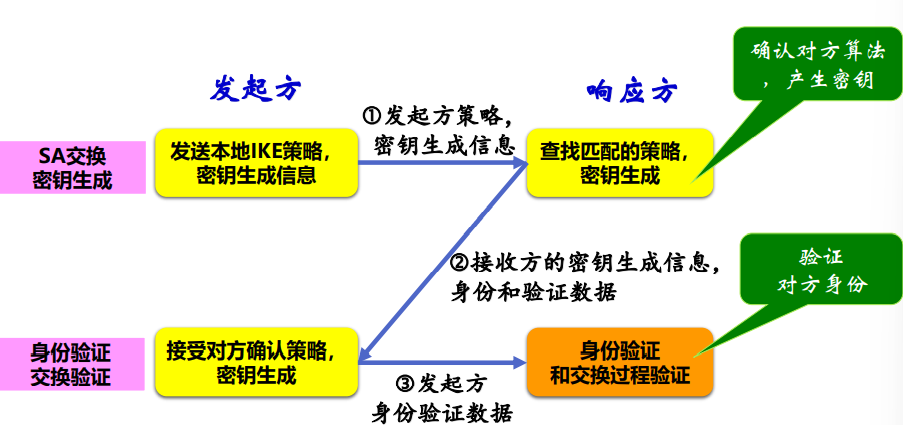 确认对方算法
，产生密钥
发起方
响应方
①发起方策略，
密钥生成信息
SA交换
密钥生成
发送本地IKE策略，
密钥生成信息
查找匹配的策略，
密钥生成
②接收方的密钥生成信息，
身份和验证数据
验证
对方身份
身份验证
交换验证
接受对方确认策略，
密钥生成
身份验证
和交换过程验证
③发起方
身份验证数据